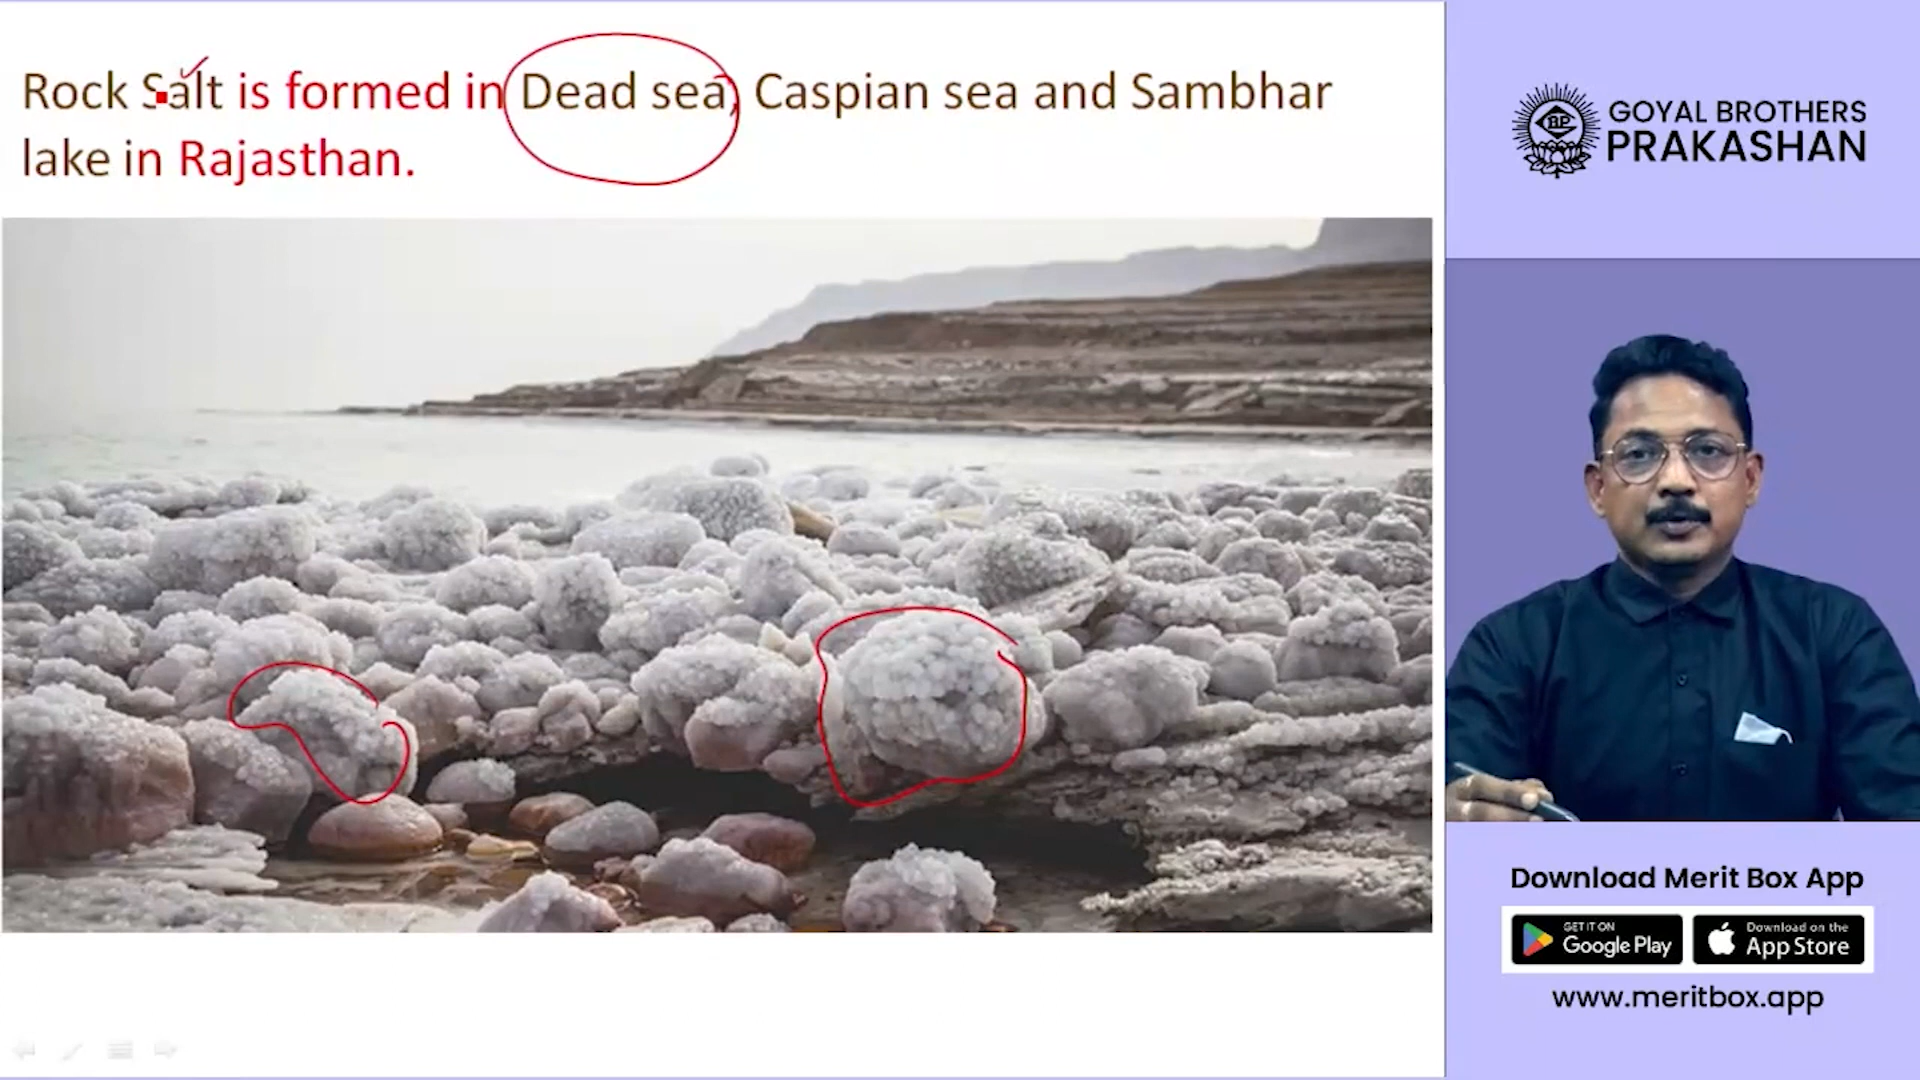 Rock Salt is formed in Dead sea, Caspian sea and Sambhar
lake in Rajasthan.
GOYAL BROTHERS
PRAKASHAN
GBP
Download Merit Box App
GET IT ON
Google Play
Download on the
App Store
www.meritbox.app